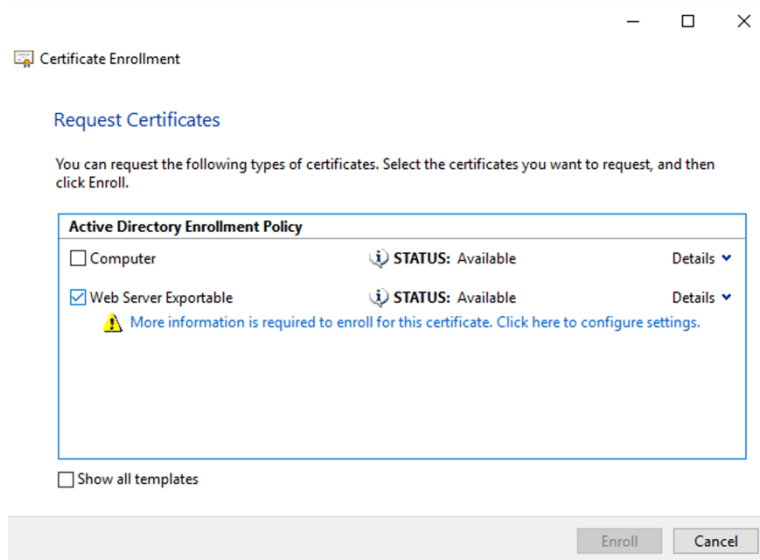 Certificate Enrollment
Request Certificates
You can request the following types of certificates. Select the certificates you want to request, and then
click Enroll.
Active Directory Enrollment Policy
Computer STATUS: Available Details
Web Server Exportable STATUS: Available Details
More information is required to enroll for this certificate. Click here to configure settings.
Show all templates
Enroll Cancel